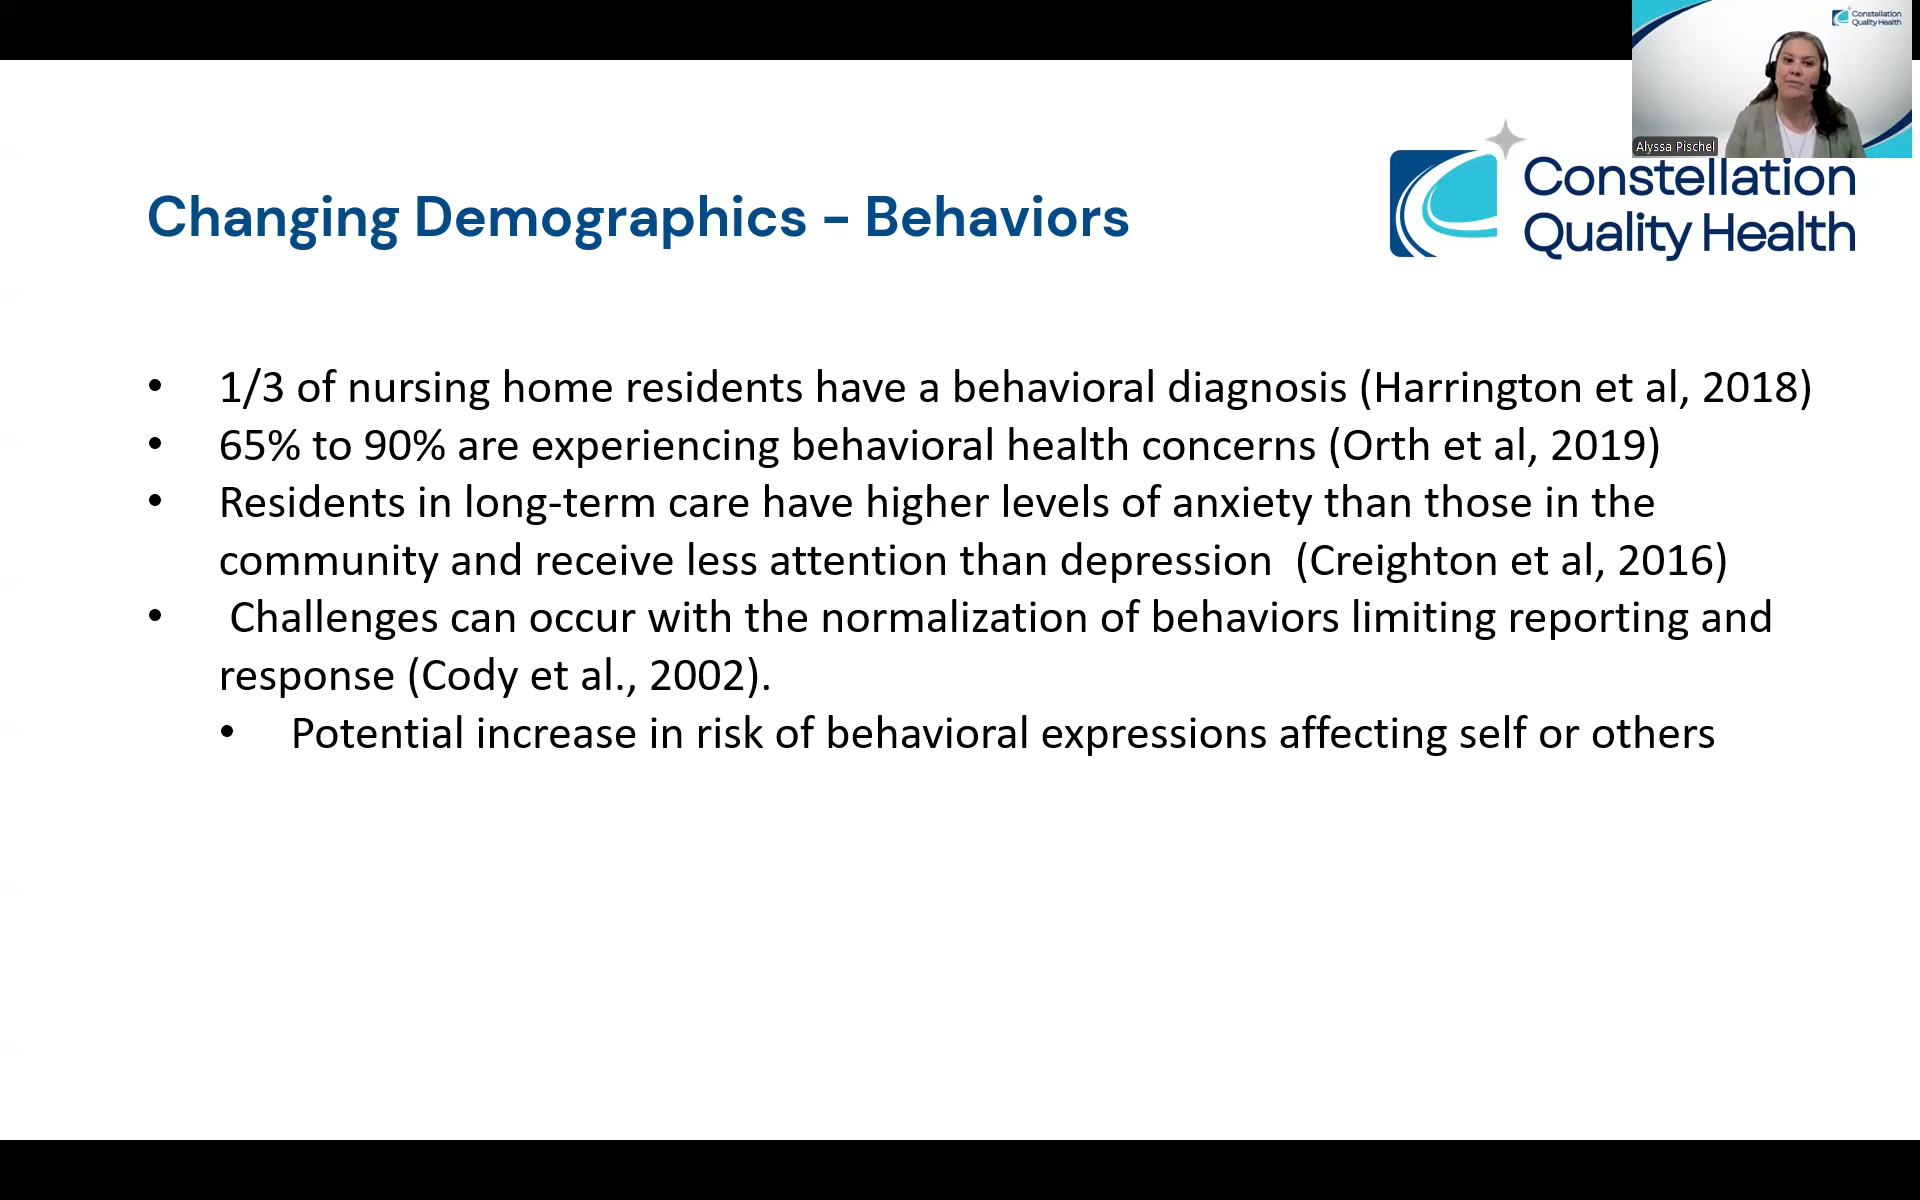 Constellation
Quality Health
Alyssa Pischel
Constellation
Quality Health
Changing Demographics – Behaviors
• 1/3 of nursing home residents have a behavioral diagnosis (Harrington et al, 2018)
• 65% to 90% are experiencing behavioral health concerns (Orth et al, 2019)
• Residents in long-term care have higher levels of anxiety than those in the
community and receive less attention than depression  (Creighton et al, 2016)
• Challenges can occur with the normalization of behaviors limiting reporting and
response (Cody et al., 2002).
• Potential increase in risk of behavioral expressions affecting self or others